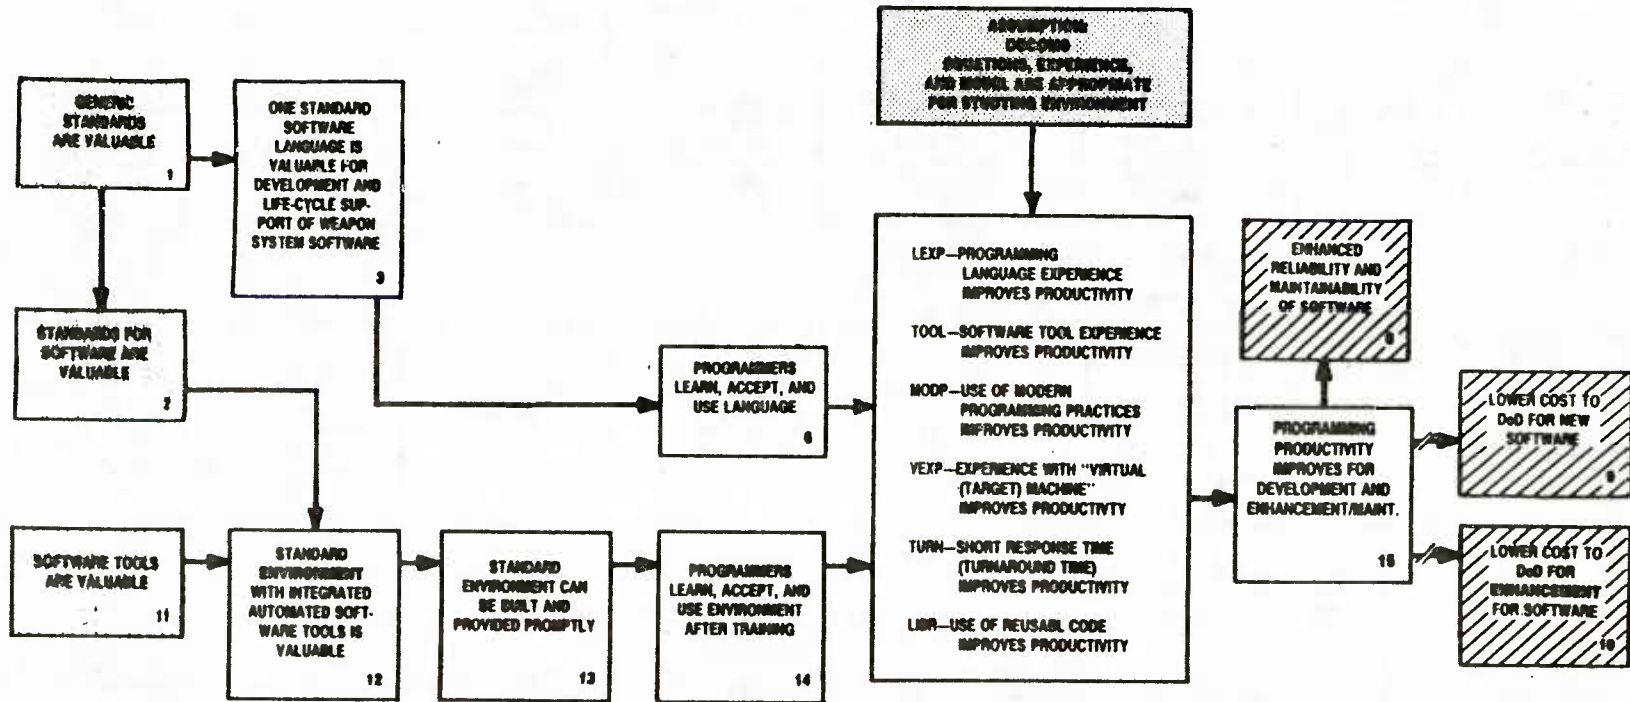 GENERIC
STANDARDS
ARE VALUABLE
1
ONE STANDARD
SOFTWARE
LANGUAGE IS
VALUABLE FOR
DEVELOPMENT AND
LIFE-CYCLE SUP-
PORT OF WEAPON
SYSTEM SOFTWARE
3
STANDARDS FOR
SOFTWARE ARE
VALUABLE
2
SOFTWARE TOOLS
ARE VALUABLE
11
STANDARD
ENVIRONMENT
WITH INTEGRATED
AUTOMATED SOFT-
WARE TOOLS IS
VALUABLE
12
STANDARD
ENVIRONMENT CAN
BE BUILT AND
PROVIDED PROMPTLY
13
PROGRAMMERS
LEARN, ACCEPT, AND
USE LANGUAGE
6
PROGRAMMERS
LEARN, ACCEPT, AND
USE ENVIRONMENT
AFTER TRAINING
14
ASSUMPTION:
DOCOMO
EQUATIONS, EXPERIENCE,
AND MODEL ARE APPROPRIATE
FOR STUDYING ENVIRONMENT
LEXP—PROGRAMMING
LANGUAGE EXPERIENCE
IMPROVES PRODUCTIVITY
TOOL—SOFTWARE TOOL EXPERIENCE
IMPROVES PRODUCTIVITY
MODP—USE OF MODERN
PROGRAMMING PRACTICES
IMPROVES PRODUCTIVITY
VEXP—EXPERIENCE WITH "VIRTUAL
(TARGET) MACHINE"
IMPROVES PRODUCTIVITY
TURN—SHORT RESPONSE TIME
(TURNAROUND TIME)
IMPROVES PRODUCTIVITY
LIBR—USE OF REUSABL CODE
IMPROVES PRODUCTIVITY
ENHANCED
RELIABILITY AND
MAINTAINABILITY
OF SOFTWARE
PROGRAMMING
PRODUCTIVITY
IMPROVES FOR
DEVELOPMENT AND
ENHANCEMENT/MAINT.
15
LOWER COST TO
DoD FOR NEW
SOFTWARE
9
LOWER COST TO
DoD FOR
ENHANCEMENT
FOR SOFTWARE
10